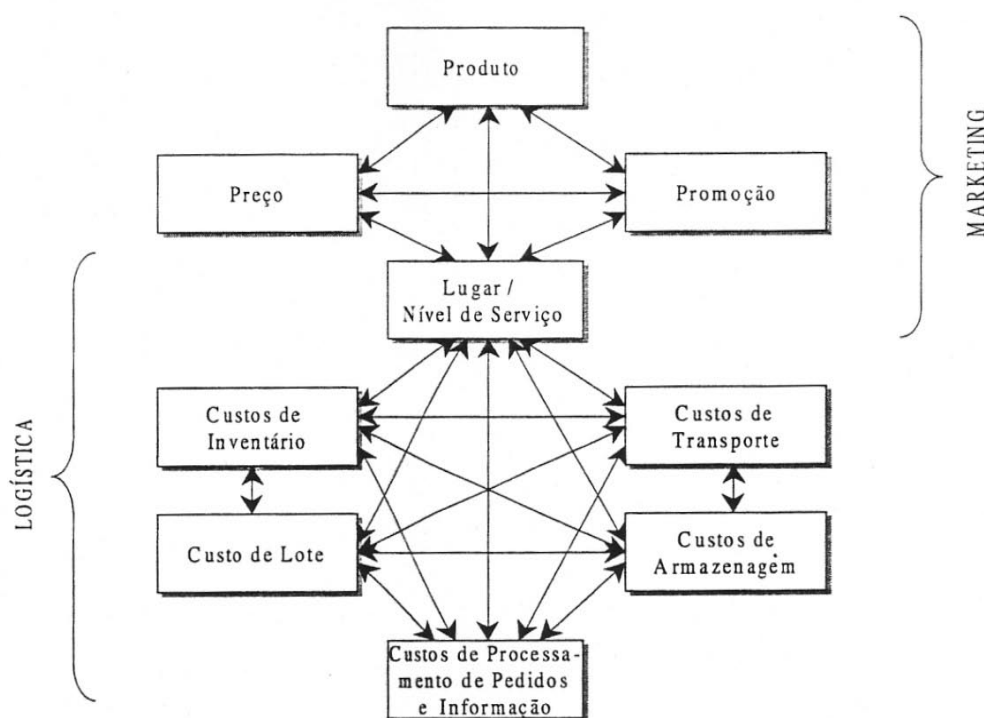 Produto
Preço
Promoção
MARKETING
Lugar /
Nível de Serviço
LOGÍSTICA
Custos de
Inventário
Custos de
Transporte
Custo de Lote
Custos de
Armazenagem
Custos de Processa-
mento de Pedidos
e Informação